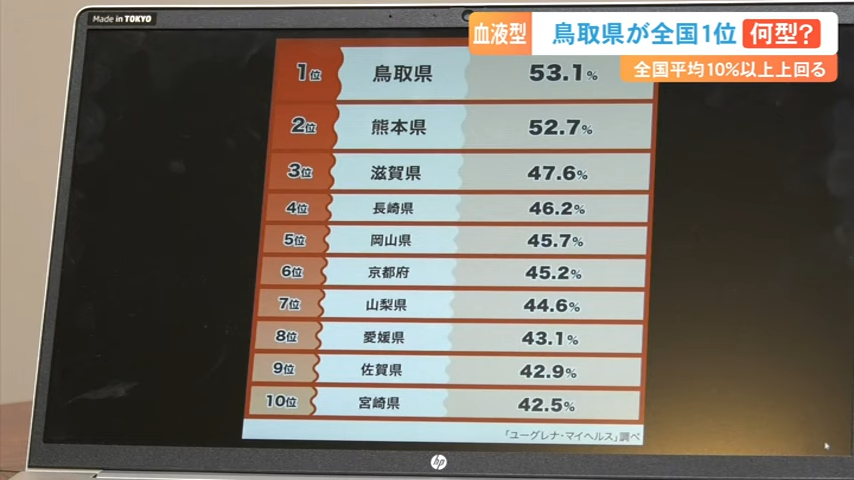 Made in TOKYO
血液型
鳥取県が全国1位 何型?
全国平均10%以上上回る
1位 鳥取県 53.1%
2位 熊本県 52.7%
3位 滋賀県 47.6%
4位 長崎県 46.2%
5位 岡山県 45.7%
6位 京都府 45.2%
7位 山梨県 44.6%
8位 愛媛県 43.1%
9位 佐賀県 42.9%
10位 宮崎県 42.5%
「ユーグレナ・マイヘルス」調べ
hp